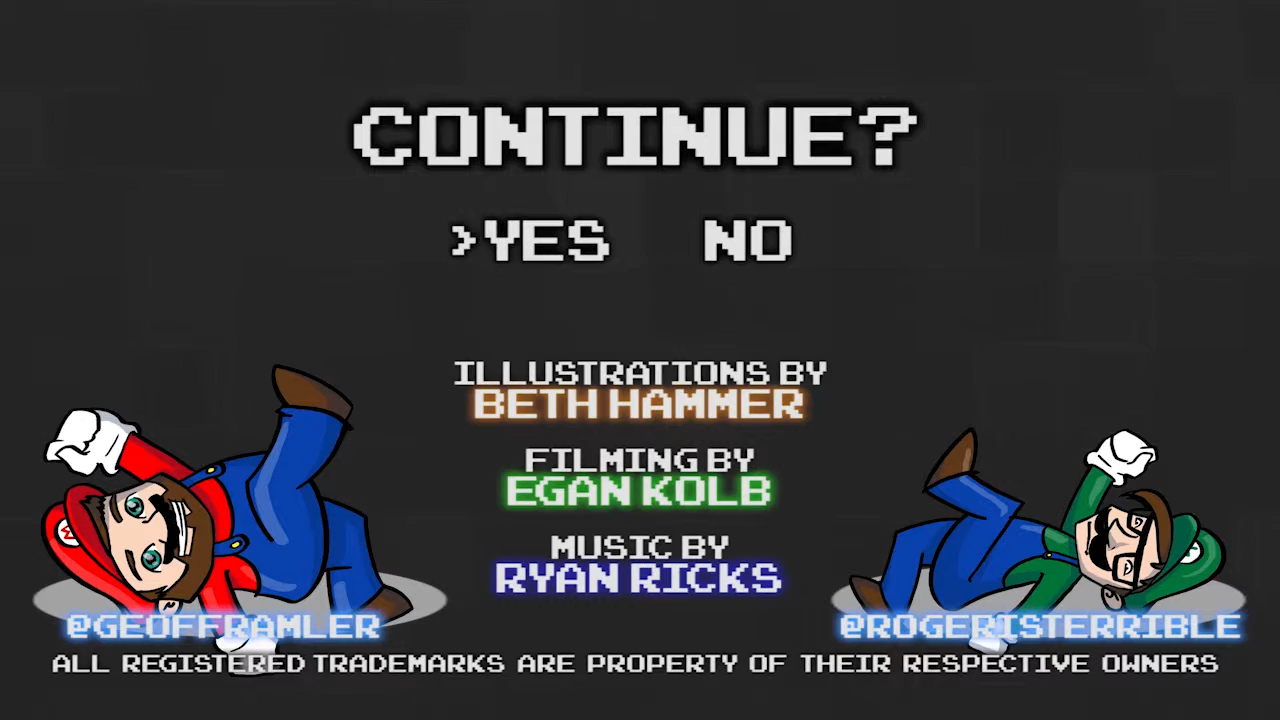 CONTINUE?
>YES NO
ILLUSTRATIONS BY
BETH HAMMER
FILMING BY
EGAN KOLB
MUSIC BY
RYAN RICKS
@GEOFFRAMLER @ROGERISTERRIBLE
ALL REGISTERED TRADEMARKS ARE PROPERTY OF THEIR RESPECTIVE OWNERS